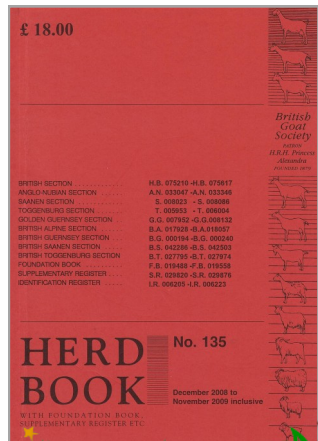 £ 18.00
British
Goat
Society
PATRON
H.R.H. Princess
Alexandra
BRITISH SECTION . . . . . . . . . . . . H.B. 075210 -H.B. 075617
ANGLO-NUBIAN SECTION . . . . . A.N. 033047 -A.N. 033346
SAANEN SECTION . . . . . . . . . . . S. 008023 - S. 008086
TOGGENBURG SECTION . . . . . . . T. 005953 - T. 006004
GOLDEN GUERNSEY SECTION . . . G.G. 007952 -G.G.008132
BRITISH ALPINE SECTION . . . . . . B.A. 017928 -B.A.018057
BRITISH GUERNSEY SECTION . . . . B.G. 000194 -B.G. 000240
BRITISH SAANEN SECTION . . . . . B.S. 042286 -B.S. 042303
BRITISH TOGGENBURG SECTION B.T. 027795 -B.T. 027974
FOUNDATION BOOK . . . . . . . . . . F.B. 019488 -F.B. 019556
SUPPLEMENTARY REGISTER . . . . S.R. 029820 -S.R. 029876
IDENTIFICATION REGISTER . . . . . I.R. 006205 -I.R. 006223
HERD
BOOK
No. 135
December 2008 to
November 2009 inclusive
WITH FOUNDATION BOOK,
SUPPLEMENTARY REGISTER ETC